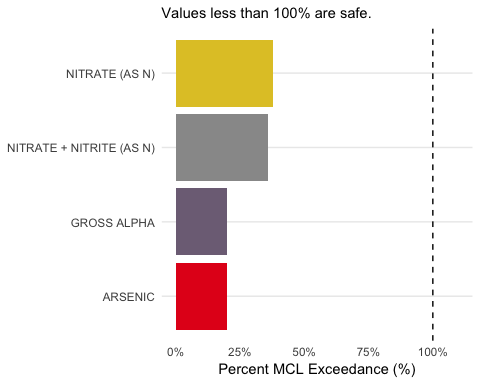 Values less than 100% are safe.
NITRATE (AS N)
NITRATE + NITRITE (AS N)
GROSS ALPHA
ARSENIC
0% 25% 50% 75% 100%
Percent MCL Exceedance (%)